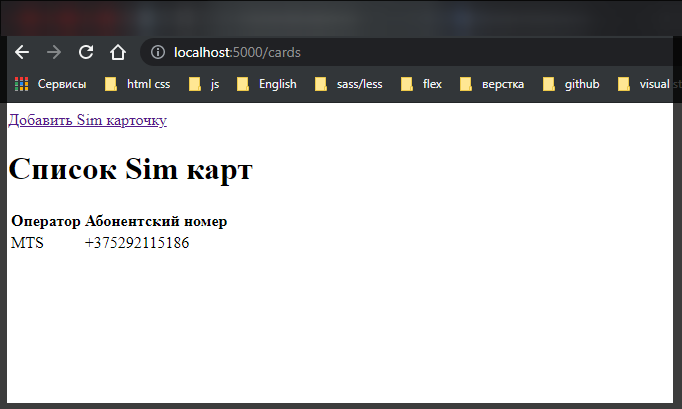 localhost:5000/cards
Сервисы html css js English sass/less flex верстка github visual st
Добавить Sim карточку
Список Sim карт
Оператор Абонентский номер
MTS +375292115186